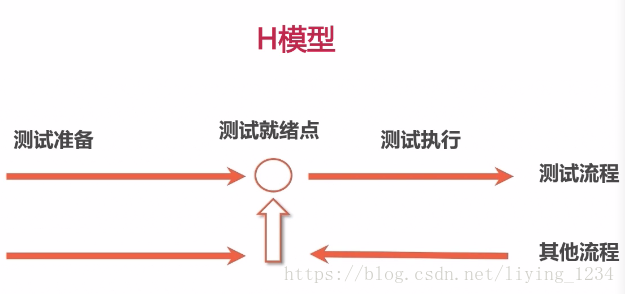 H模型
测试准备
测试就绪点
测试执行
测试流程
其他流程
https://blog.csdn.net/liying_1234